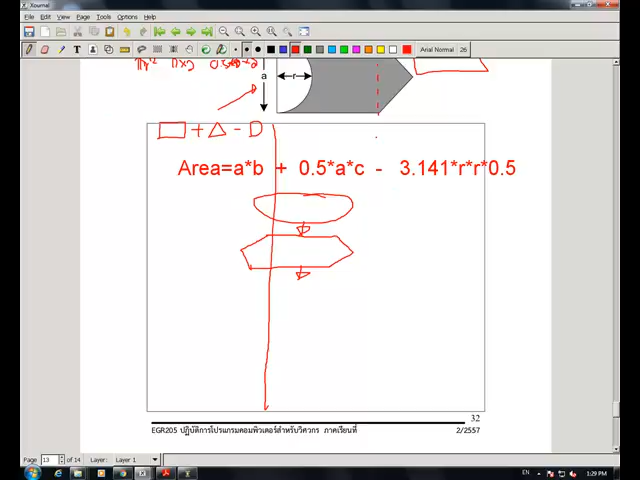 Xournal
File Edit View Page Tools Options Help
Arial Normal 26
a
r
Area=a*b + 0.5*a*c - 3.141*r*r*0.5
32
EGR205 ปฏิบัติการโปรแกรมคอมพิวเตอร์สำหรับวิศวกร ภาคเรียนที่ 2/2557
Page 13 of 14 Layer: Layer 1
EN 1:29 PM